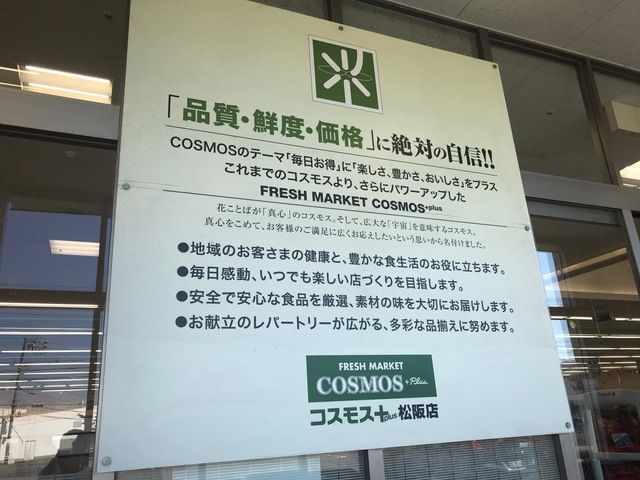 「品質・鮮度・価格」に絶対の自信!!
COSMOSのテーマ「毎日お得」に「楽しさ、豊かさ、おいしさ」をプラス
これまでのコスモスより、さらにパワーアップした
FRESH MARKET COSMOS+plus
花ことばが「真心」のコスモス。そして、広大な「宇宙」を意味するコスモス。
真心をこめて、お客様のご満足に広くお応えしたいという思いから名付けました。
●地域のお客さまの健康と、豊かな食生活のお役に立ちます。
●毎日感動、いつでも楽しい店づくりを目指します。
●安全で安心な食品を厳選、素材の味を大切にお届けします。
●お献立のレパートリーが広がる、多彩な品揃えに努めます。
FRESH MARKET
COSMOS +Plus.
コスモス+plus松阪店